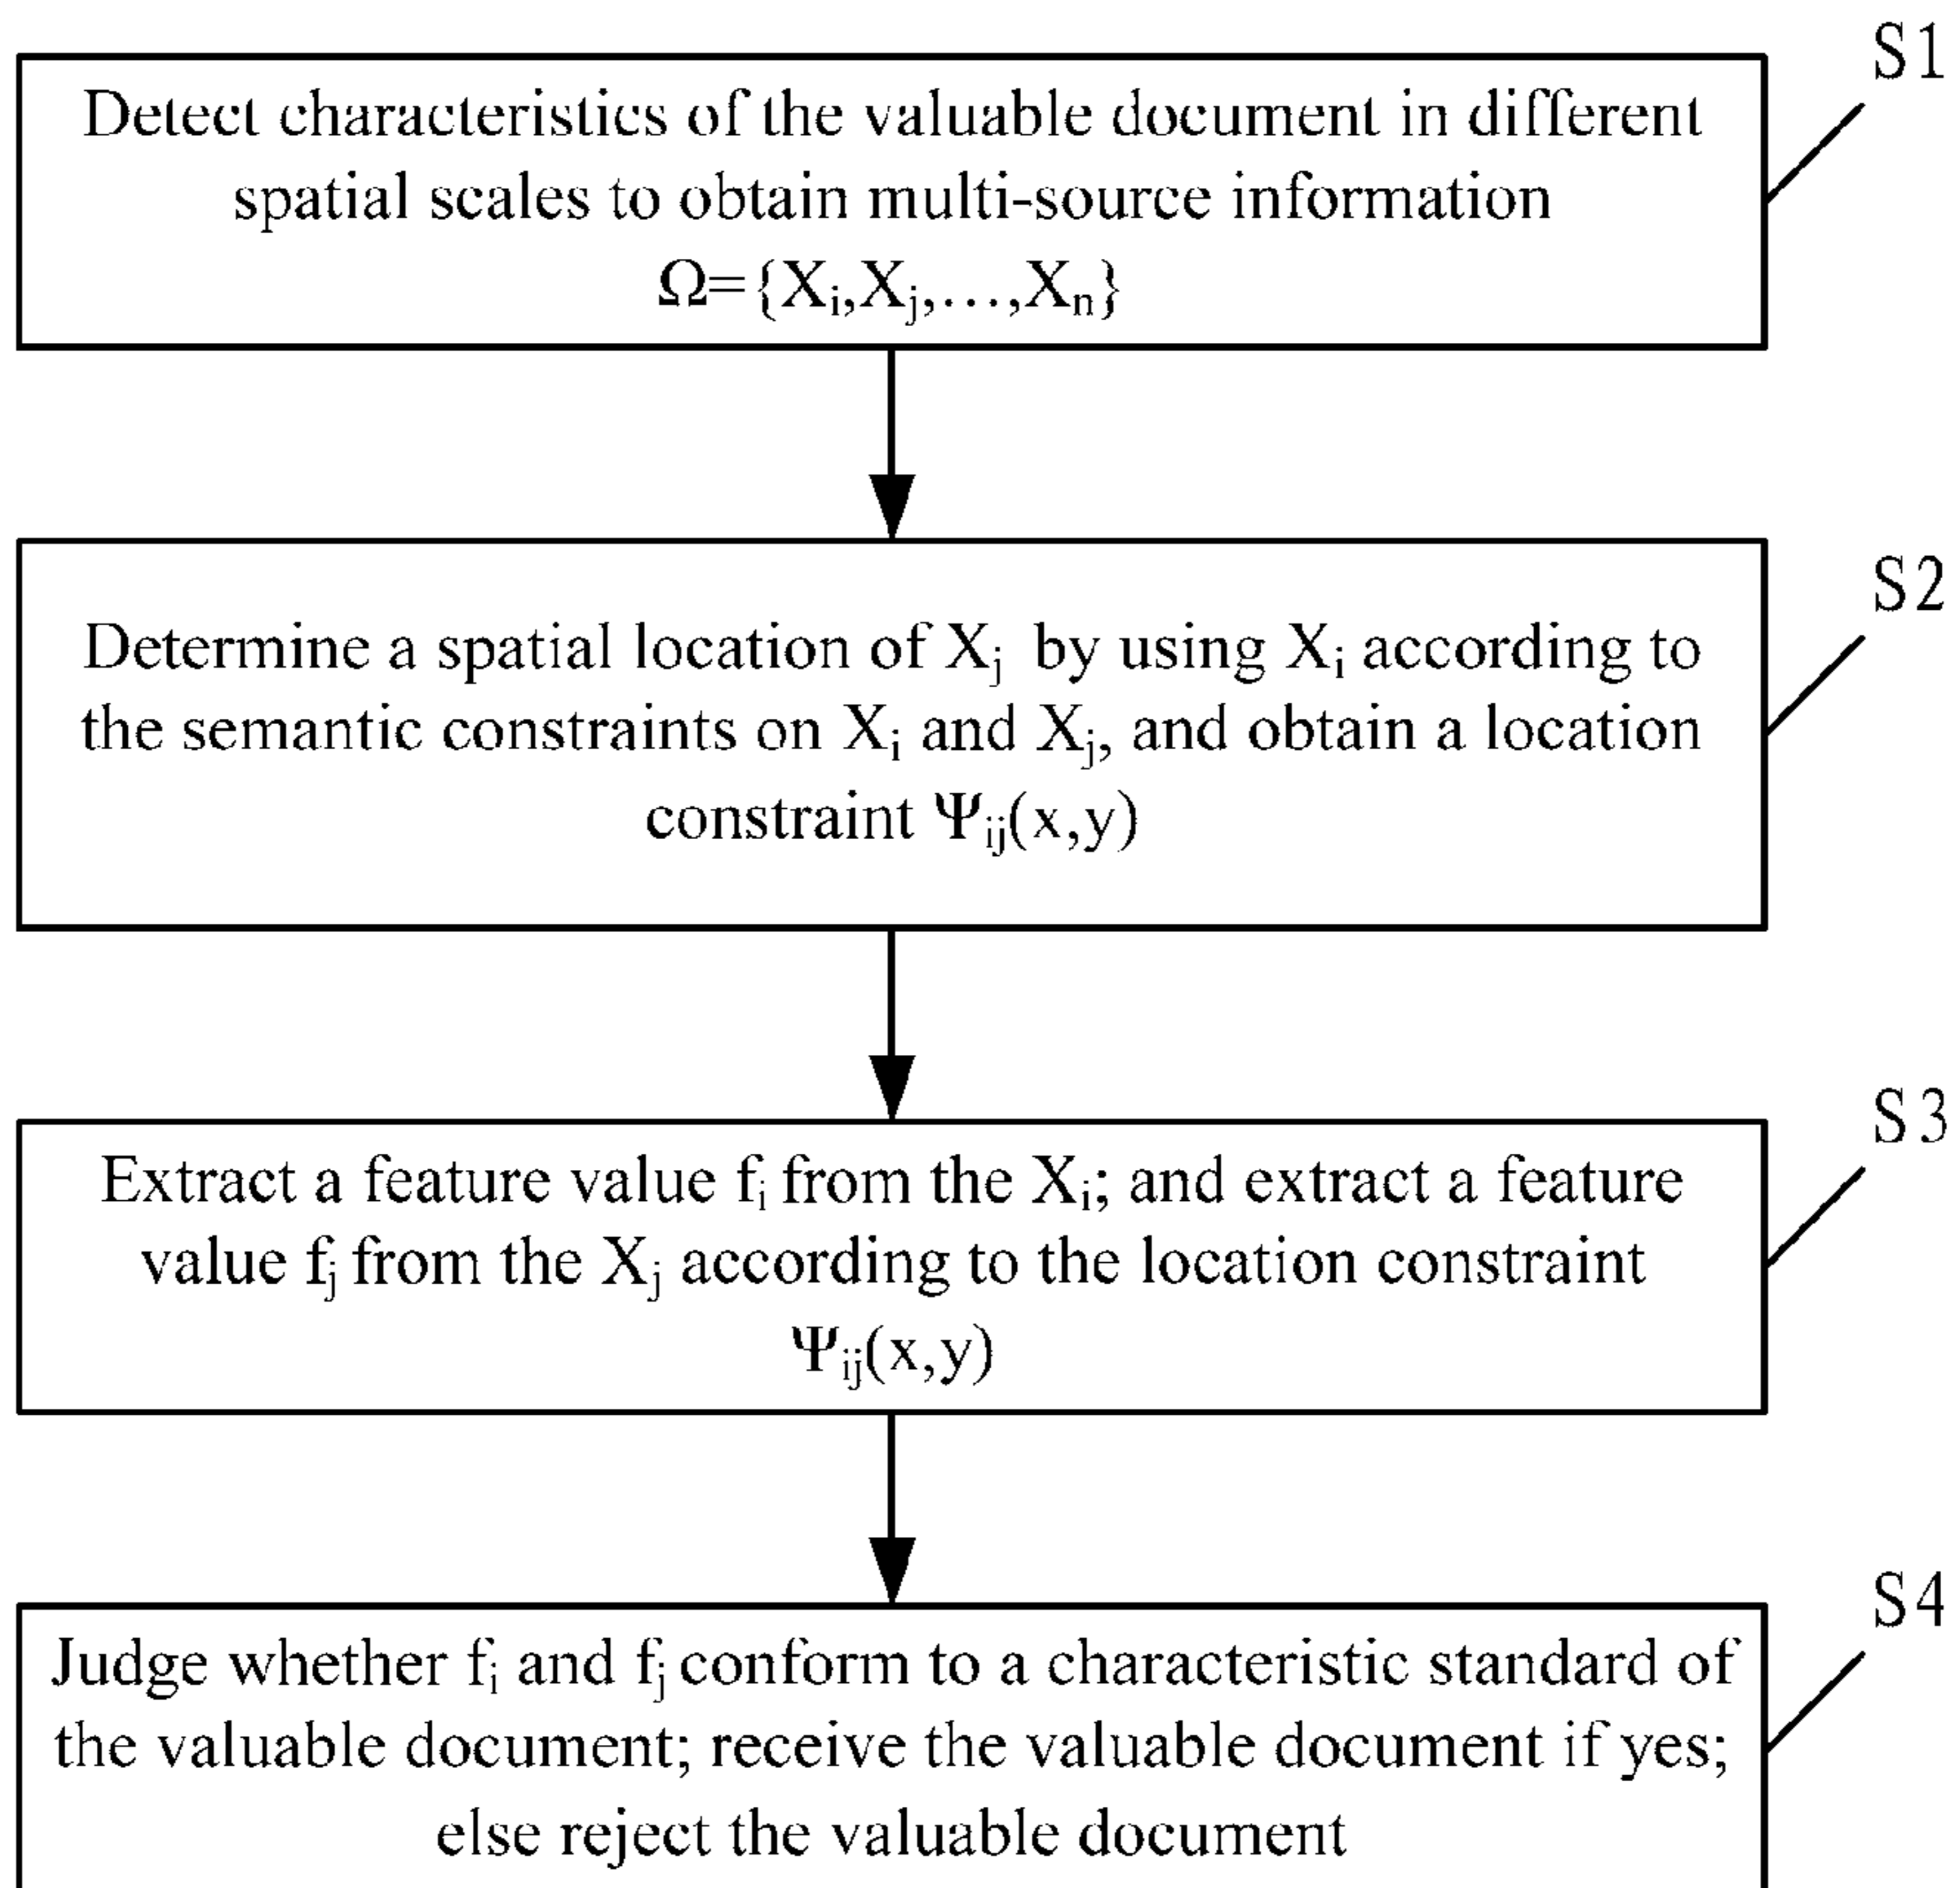 S1
Detect characteristics of the valuable document in different
spatial scales to obtain multi-source information
Ω={Xᵢ,Xⱼ,...,Xₙ}
S2
Determine a spatial location of Xⱼ by using Xᵢ according to
the semantic constraints on Xᵢ and Xⱼ, and obtain a location
constraint Ψᵢⱼ(x,y)
S3
Extract a feature value fᵢ from the Xᵢ; and extract a feature
value fⱼ from the Xⱼ according to the location constraint
Ψᵢⱼ(x,y)
S4
Judge whether fᵢ and fⱼ conform to a characteristic standard of
the valuable document; receive the valuable document if yes;
else reject the valuable document